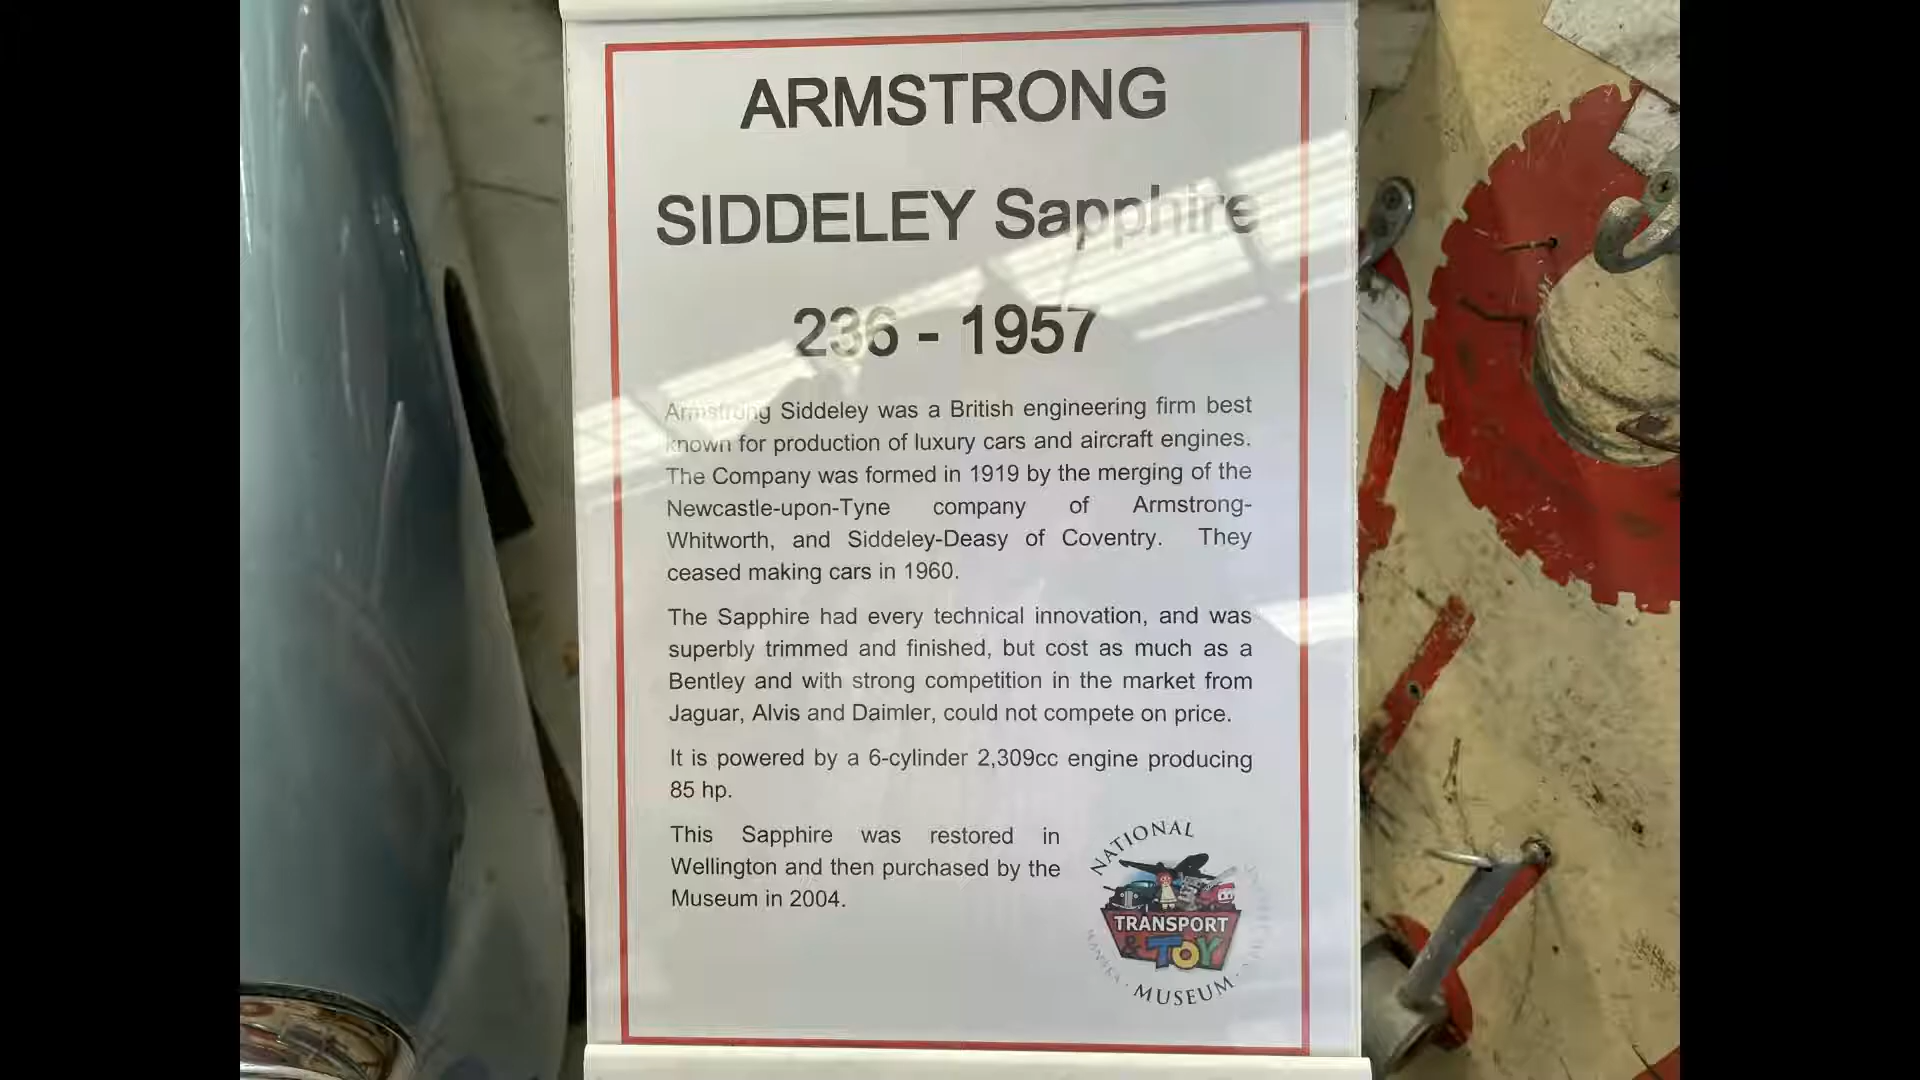 ARMSTRONG
SIDDELEY Sapphire
236 - 1957
Armstrong Siddeley was a British engineering firm best
known for production of luxury cars and aircraft engines.
The Company was formed in 1919 by the merging of the
Newcastle-upon-Tyne company of Armstrong-
Whitworth, and Siddeley-Deasy of Coventry. They
ceased making cars in 1960.
The Sapphire had every technical innovation, and was
superbly trimmed and finished, but cost as much as a
Bentley and with strong competition in the market from
Jaguar, Alvis and Daimler, could not compete on price.
It is powered by a 6-cylinder 2,309cc engine producing
85 hp.
This Sapphire was restored in
Wellington and then purchased by the
Museum in 2004.
NATIONAL
TRANSPORT
& TOY
MUSEUM